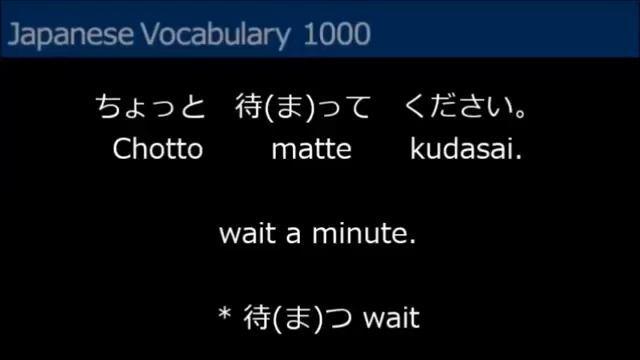 Japanese Vocabulary 1000
ちょっと 待(ま)って ください。
Chotto matte kudasai.
wait a minute.
* 待(ま)つ wait